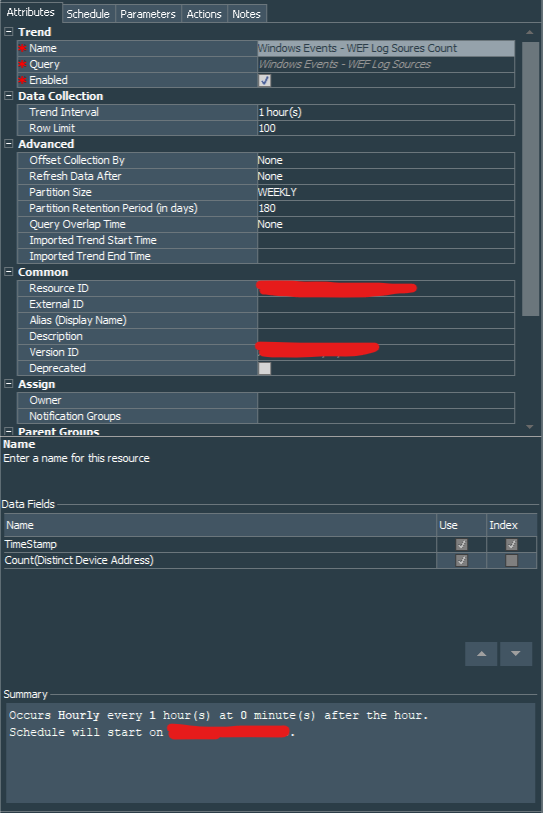 Attributes Schedule Parameters Actions Notes
Trend
Name Windows Events - WEF Log Soures Count
Query Windows Events - WEF Log Sources
Enabled
Data Collection
Trend Interval 1 hour(s)
Row Limit 100
Advanced
Offset Collection By None
Refresh Data After None
Partition Size WEEKLY
Partition Retention Period (in days) 180
Query Overlap Time None
Imported Trend Start Time
Imported Trend End Time
Common
Resource ID
External ID
Alias (Display Name)
Description
Version ID
Deprecated
Assign
Owner
Notification Groups
Parent Groups
Name
Enter a name for this resource
Data Fields
Name Use Index
TimeStamp
Count(Distinct Device Address)
Summary
Occurs Hourly every 1 hour(s) at 0 minute(s) after the hour.
Schedule will start on .